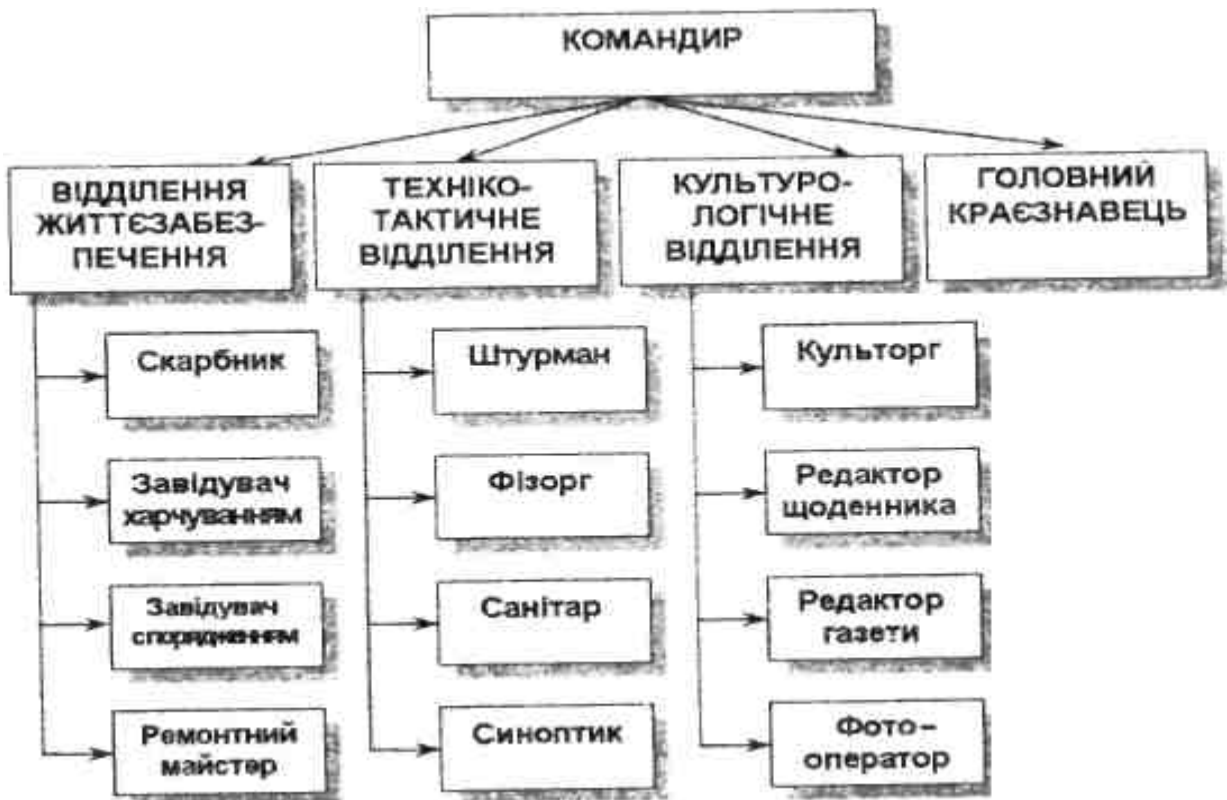 КОМАНДИР
ВІДДІЛЕННЯ
ЖИТТЄЗАБЕЗ-
ПЕЧЕННЯ
ТЕХНІКО-
ТАКТИЧНЕ
ВІДДІЛЕННЯ
КУЛЬТУРО-
ЛОГІЧНЕ
ВІДДІЛЕННЯ
ГОЛОВНИЙ
КРАЄЗНАВЕЦЬ
Скарбник
Завідувач
харчуванням
Завідувач
спорядженням
Ремонтний
майстер
Штурман
Фізорг
Санітар
Синоптик
Культорг
Редактор
щоденника
Редактор
газети
Фото-
оператор